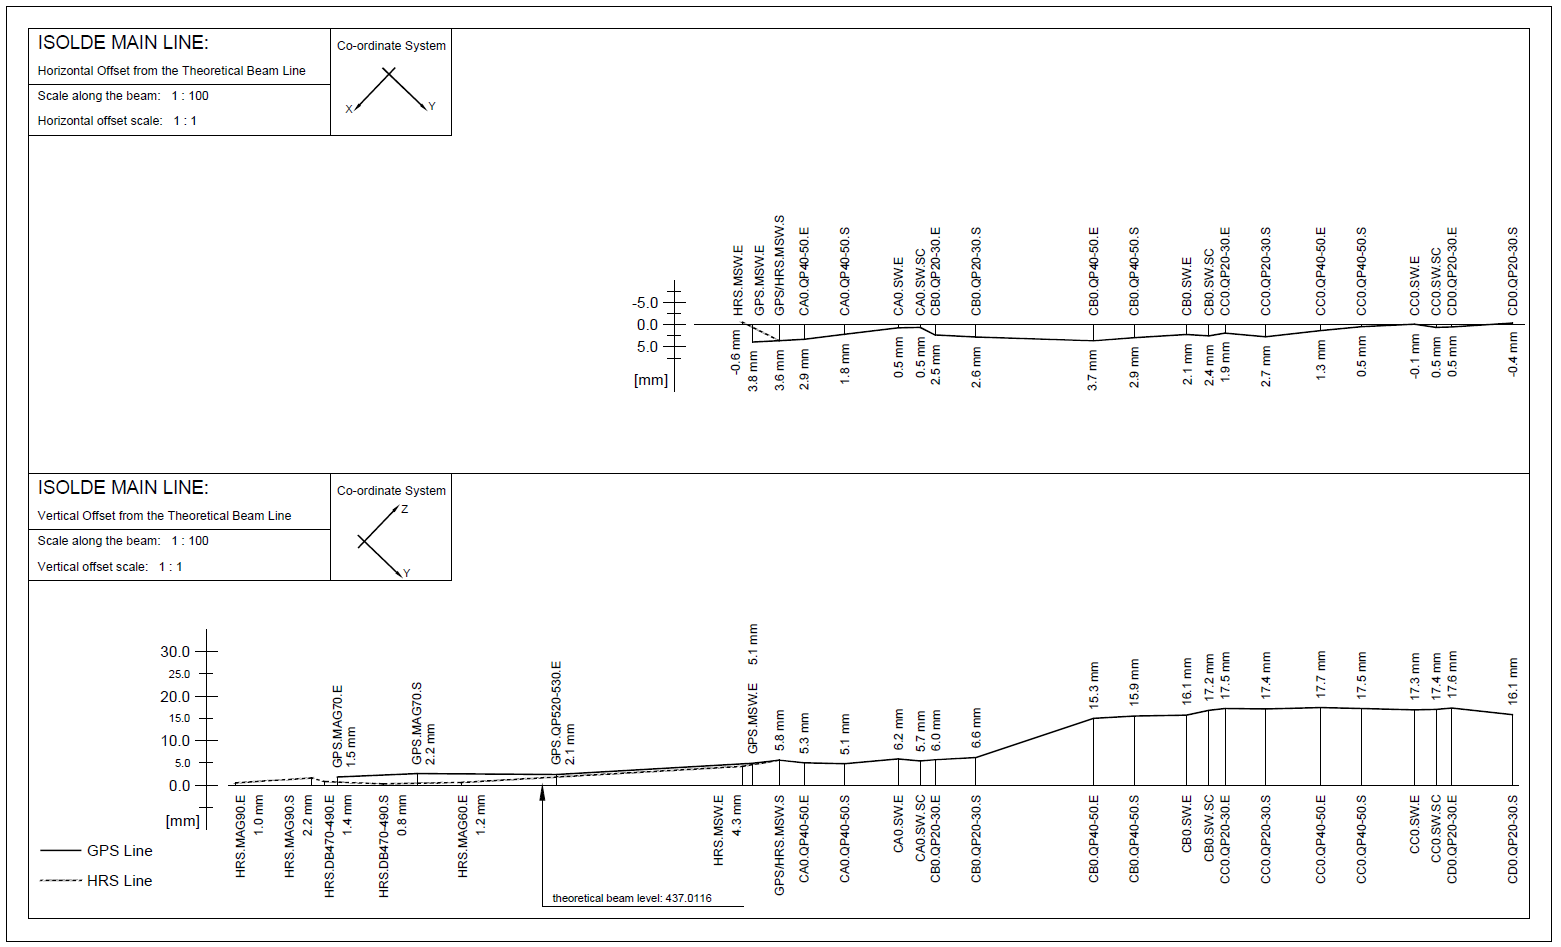 ISOLDE MAIN LINE:
Horizontal Offset from the Theoretical Beam Line
Scale along the beam: 1 : 100
Horizontal offset scale: 1 : 1
Co-ordinate System
X
Y
-5.0
0.0
5.0
[mm]
HRS.MSW.E
GPS.MSW.E
GPS/HRS.MSW.S
CA0.QP40-50.E
CA0.QP40-50.S
CA0.SW.E
CA0.SW.SC
CB0.QP20-30.E
CB0.QP20-30.S
CB0.QP40-50.E
CB0.QP40-50.S
CB0.SW.E
CB0.SW.SC
CC0.QP20-30.E
CC0.QP20-30.S
CC0.QP40-50.E
CC0.QP40-50.S
CC0.SW.E
CC0.SW.SC
CD0.QP20-30.E
CD0.QP20-30.S
-0.6 mm
3.8 mm
3.6 mm
2.9 mm
1.8 mm
0.5 mm
0.5 mm
2.5 mm
2.6 mm
3.7 mm
2.9 mm
2.1 mm
2.4 mm
1.9 mm
2.7 mm
1.3 mm
0.5 mm
-0.1 mm
0.5 mm
0.5 mm
-0.4 mm
ISOLDE MAIN LINE:
Vertical Offset from the Theoretical Beam Line
Scale along the beam: 1 : 100
Vertical offset scale: 1 : 1
Co-ordinate System
Z
Y
30.0
25.0
20.0
15.0
10.0
5.0
0.0
[mm]
GPS.MAG70.E
1.5 mm
GPS.MAG70.S
2.2 mm
GPS.QP520-530.E
2.1 mm
GPS.MSW.E
5.1 mm
5.8 mm
5.3 mm
5.1 mm
6.2 mm
5.7 mm
6.0 mm
6.6 mm
15.3 mm
15.9 mm
16.1 mm
17.2 mm
17.5 mm
17.4 mm
17.7 mm
17.5 mm
17.3 mm
17.4 mm
17.6 mm
16.1 mm
HRS.MAG90.E
1.0 mm
HRS.MAG90.S
2.2 mm
HRS.DB470-490.E
1.4 mm
HRS.DB470-490.S
0.8 mm
HRS.MAG60.E
1.2 mm
HRS.MSW.E
4.3 mm
GPS/HRS.MSW.S
CA0.QP40-50.E
CA0.QP40-50.S
CA0.SW.E
CA0.SW.SC
CB0.QP20-30.E
CB0.QP20-30.S
CB0.QP40-50.E
CB0.QP40-50.S
CB0.SW.E
CB0.SW.SC
CC0.QP20-30.E
CC0.QP20-30.S
CC0.QP40-50.E
CC0.QP40-50.S
CC0.SW.E
CC0.SW.SC
CD0.QP20-30.E
CD0.QP20-30.S
GPS Line
HRS Line
theoretical beam level: 437.0116